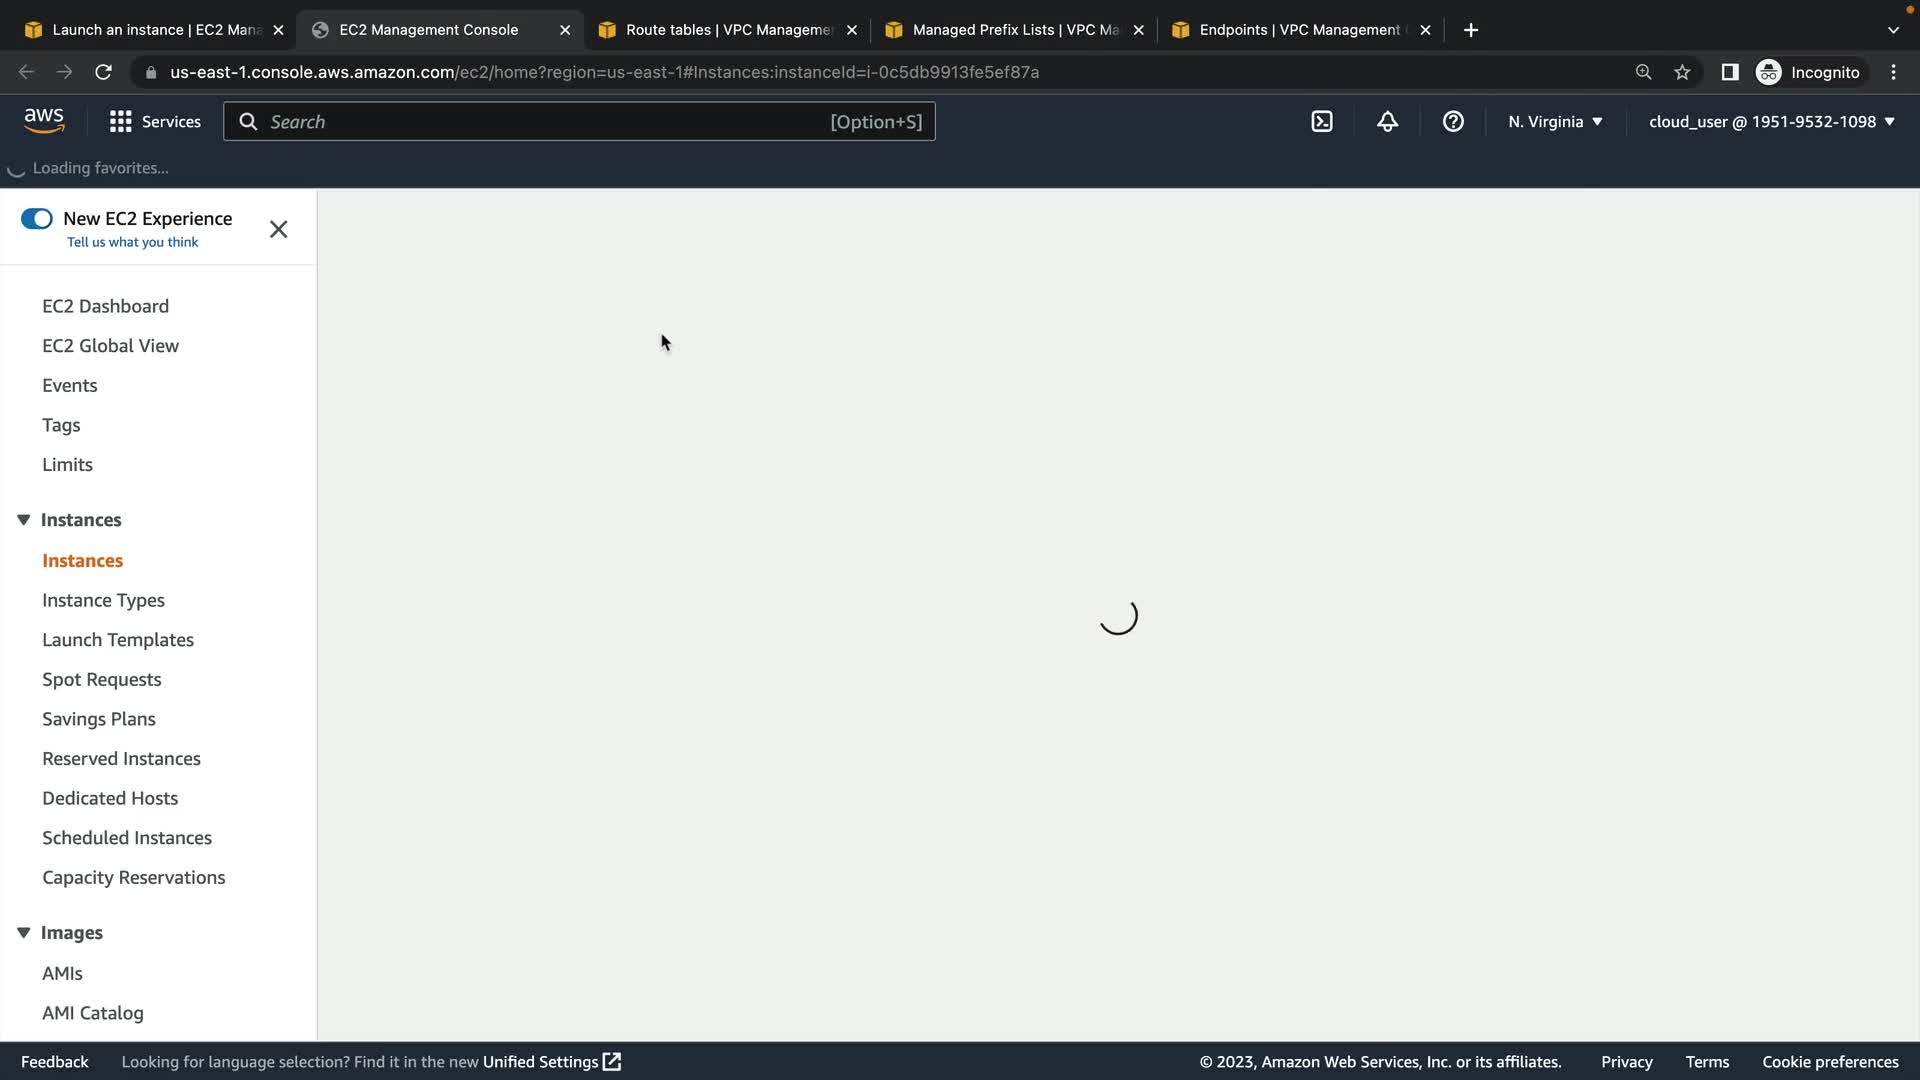 Launch an instance | EC2 Mana
EC2 Management Console
Route tables | VPC Managemen
Managed Prefix Lists | VPC Ma
Endpoints | VPC Management C
us-east-1.console.aws.amazon.com/ec2/home?region=us-east-1#Instances:instanceId=i-0c5db9913fe5ef87a
Incognito
aws
Services
Search
[Option+S]
N. Virginia
cloud_user @ 1951-9532-1098
Loading favorites...
New EC2 Experience
Tell us what you think
EC2 Dashboard
EC2 Global View
Events
Tags
Limits
Instances
Instances
Instance Types
Launch Templates
Spot Requests
Savings Plans
Reserved Instances
Dedicated Hosts
Scheduled Instances
Capacity Reservations
Images
AMIs
AMI Catalog
Feedback
Looking for language selection? Find it in the new Unified Settings
© 2023, Amazon Web Services, Inc. or its affiliates.
Privacy
Terms
Cookie preferences